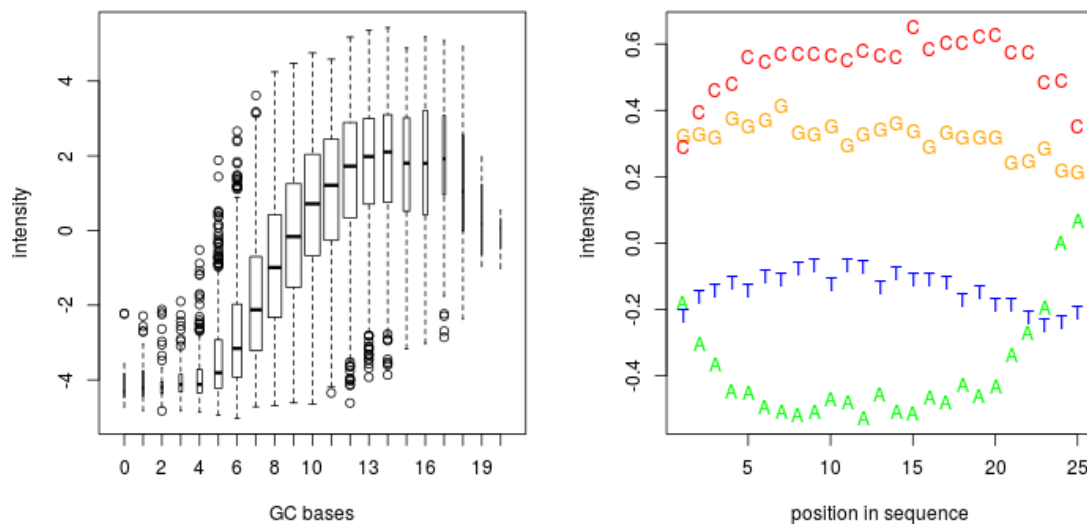 4
2
0
-2
-4
intensity
0 2 4 6 8 10 13 16 19
GC bases
0.6
0.4
0.2
0.0
-0.2
-0.4
intensity
C C C C C C C C C C C C C C C C C C C C C C C C C
G G G G G G G G G G G G G G G G G G G G G G G G G
T T T T T T T T T T T T T T T T T T T T T T T T T
A A A A A A A A A A A A A A A A A A A A A A A A A
5 10 15 20 25
position in sequence